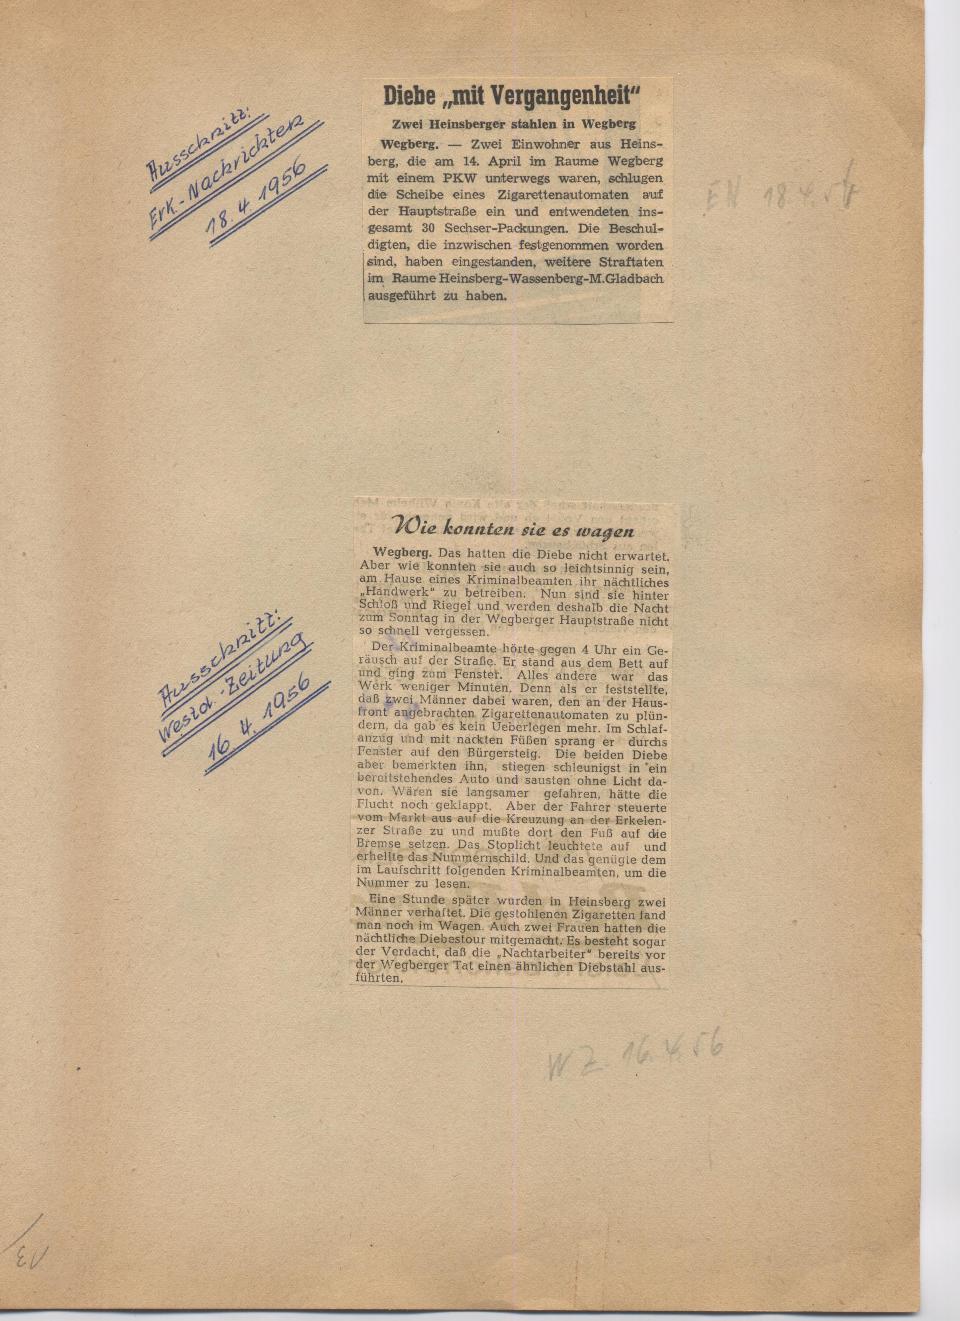 Diebe „mit Vergangenheit“
Zwei Heinsberger stahlen in Wegberg
Wegberg. — Zwei Einwohner aus Heins-
berg, die am 14. April im Raume Wegberg
mit einem PKW unterwegs waren, schlugen
die Scheibe eines Zigarettenautomaten auf
der Hauptstraße ein und entwendeten ins-
gesamt 30 Sechser-Packungen. Die Beschul-
digten, die inzwischen festgenommen worden
sind, haben eingestanden, weitere Straftaten
im Raume Heinsberg-Wassenberg-M.Gladbach
ausgeführt zu haben.
Ausschnitt:
Erk.-Nachrichten
18.4.1956
EN 18.4.56
Wie konnten sie es wagen
Wegberg. Das hatten die Diebe nicht erwartet.
Aber wie konnten sie auch so leichtsinnig sein,
am Hause eines Kriminalbeamten ihr nächtliches
„Handwerk“ zu betreiben. Nun sind sie hinter
Schloß und Riegel und werden deshalb die Nacht
zum Sonntag in der Wegberger Hauptstraße nicht
so schnell vergessen.
Der Kriminalbeamte hörte gegen 4 Uhr ein Ge-
räusch auf der Straße. Er stand aus dem Bett auf
und ging zum Fenster. Alles andere war das
Werk weniger Minuten. Denn als er feststellte,
daß zwei Männer dabei waren, den an der Haus-
front angebrachten Zigarettenautomaten zu plün-
dern, da gab es kein Ueberlegen mehr. Im Schlaf-
anzug und mit nackten Füßen sprang er durchs
Fenster auf den Bürgersteig. Die beiden Diebe
aber bemerkten ihn, stiegen schleunigst in ein
bereitstehendes Auto und sausten ohne Licht da-
von. Wären sie langsamer gefahren, hätte die
Flucht noch geklappt. Aber der Fahrer steuerte
vom Markt aus auf die Kreuzung an der Erkelen-
zer Straße zu und mußte dort den Fuß auf die
Bremse setzen. Das Stoplicht leuchtete auf und
erhellte das Nummernschild. Und das genügte dem
im Laufschritt folgenden Kriminalbeamten, um die
Nummer zu lesen.
Eine Stunde später wurden in Heinsberg zwei
Männer verhaftet. Die gestohlenen Zigaretten fand
man noch im Wagen. Auch zwei Frauen hatten die
nächtliche Diebestour mitgemacht. Es besteht sogar
der Verdacht, daß die „Nachtarbeiter“ bereits vor
der Wegberger Tat einen ähnlichen Diebstahl aus-
führten.
Ausschnitt:
Westd.-Zeitung
16.4.1956
WZ. 16.4.56
13